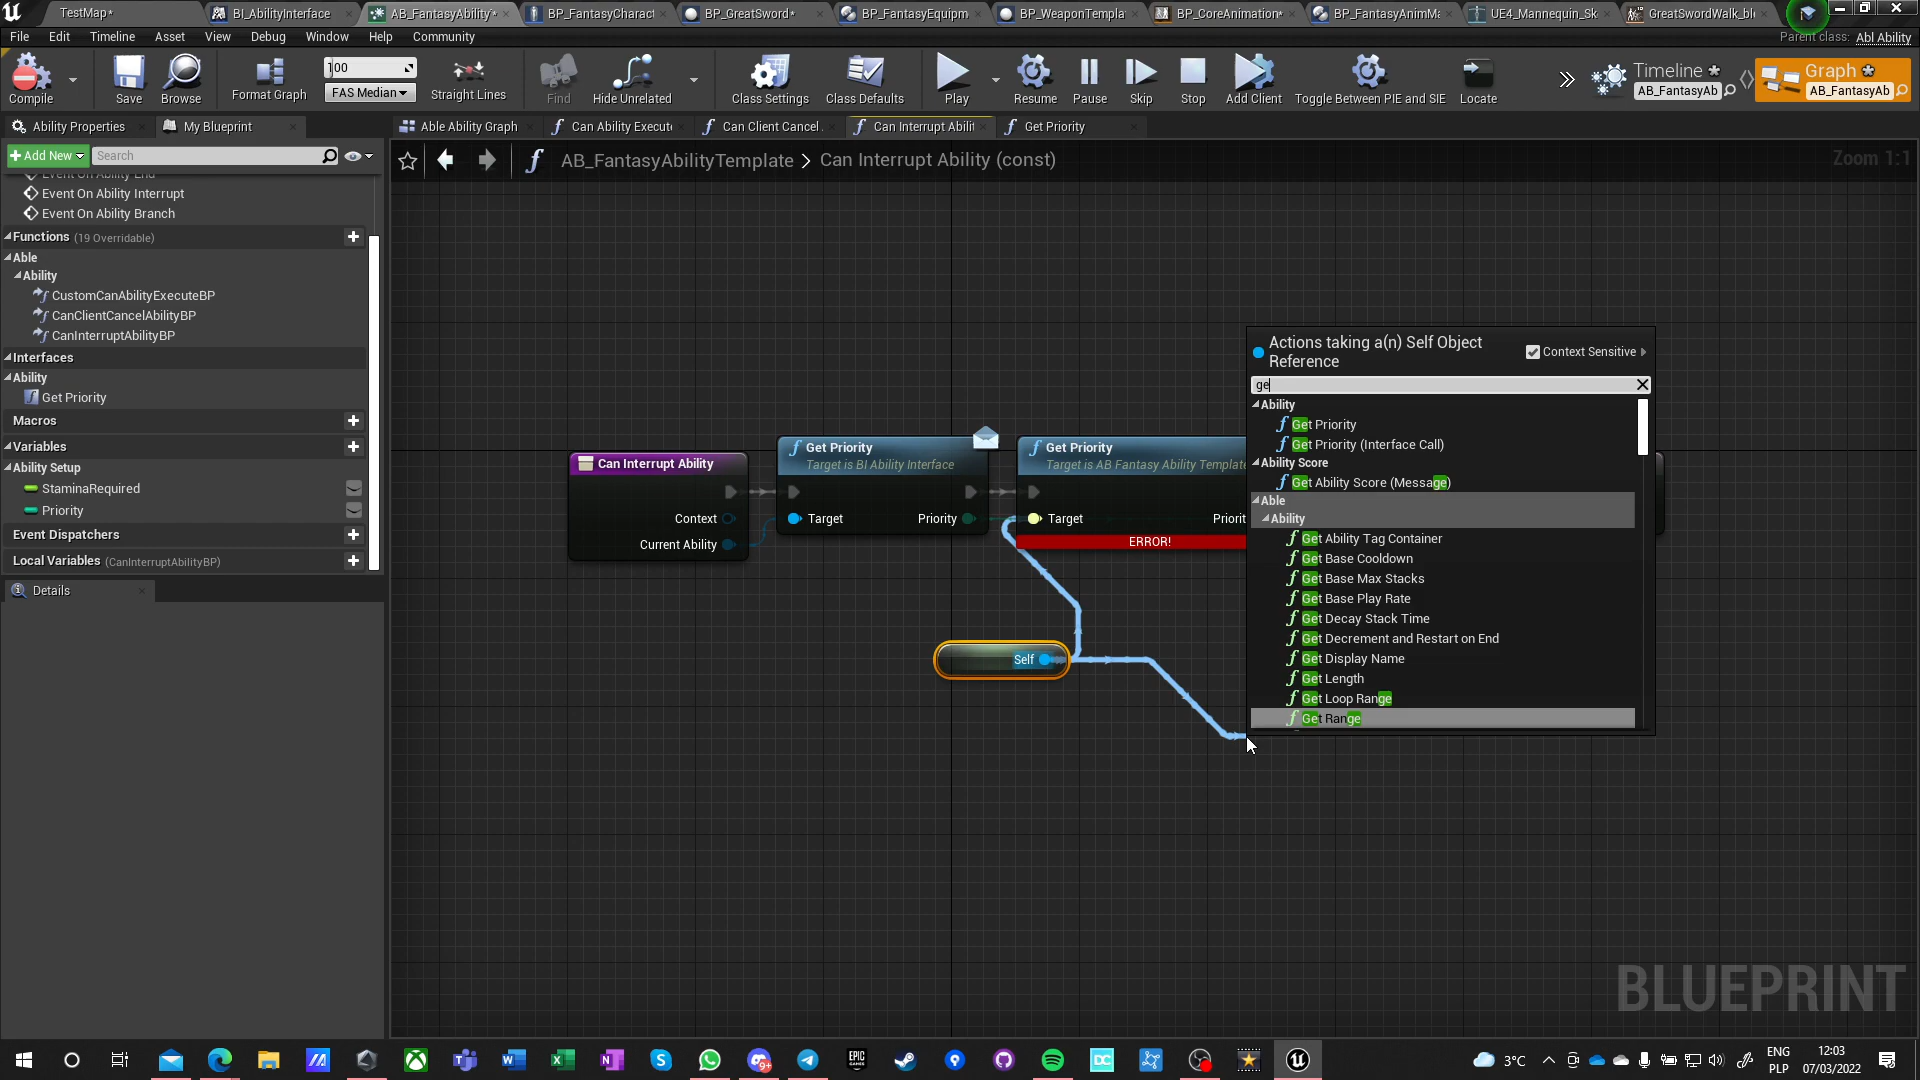 TestMap*
BI_AbilityInterface
AB_FantasyAbility*
BP_FantasyCharact
BP_GreatSword*
BP_FantasyEquipm
BP_WeaponTempla
BP_CoreAnimation*
BP_FantasyAnimMa
UE4_Mannequin_Sk
GreatSwordWalk_bl
File
Edit
Timeline
Asset
View
Debug
Window
Help
Community
Parent class: Abl Ability
Compile
Save
Browse
Format Graph
100
FAS Median
Straight Lines
Find
Hide Unrelated
Class Settings
Class Defaults
Play
Resume
Pause
Skip
Stop
Add Client
Toggle Between PIE and SIE
Locate
Timeline
AB_FantasyAb
Graph
AB_FantasyAb
Ability Properties
My Blueprint
Able Ability Graph
Can Ability Execut
Can Client Cancel
Can Interrupt Abilit
Get Priority
Add New
Search
AB_FantasyAbilityTemplate > Can Interrupt Ability (const)
Zoom 1:1
Event On Ability End
Event On Ability Interrupt
Event On Ability Branch
Functions (19 Overridable)
Able
Ability
CustomCanAbilityExecuteBP
CanClientCancelAbilityBP
CanInterruptAbilityBP
Interfaces
Ability
Get Priority
Macros
Variables
Ability Setup
StaminaRequired
Priority
Event Dispatchers
Local Variables (CanInterruptAbilityBP)
Details
Can Interrupt Ability
Context
Current Ability
Get Priority
Target is BI Ability Interface
Target
Priority
Get Priority
Target is AB Fantasy Ability Template
Target
Priorit
ERROR!
Self
Actions taking a(n) Self Object
Reference
Context Sensitive
ge
Ability
Get Priority
Get Priority (Interface Call)
Ability Score
Get Ability Score (Message)
Able
Ability
Get Ability Tag Container
Get Base Cooldown
Get Base Max Stacks
Get Base Play Rate
Get Decay Stack Time
Get Decrement and Restart on End
Get Display Name
Get Length
Get Loop Range
Get Range
BLUEPRINT
EPIC
GAMES
DC
9+
3°C
ENG
PLP
12:03
07/03/2022